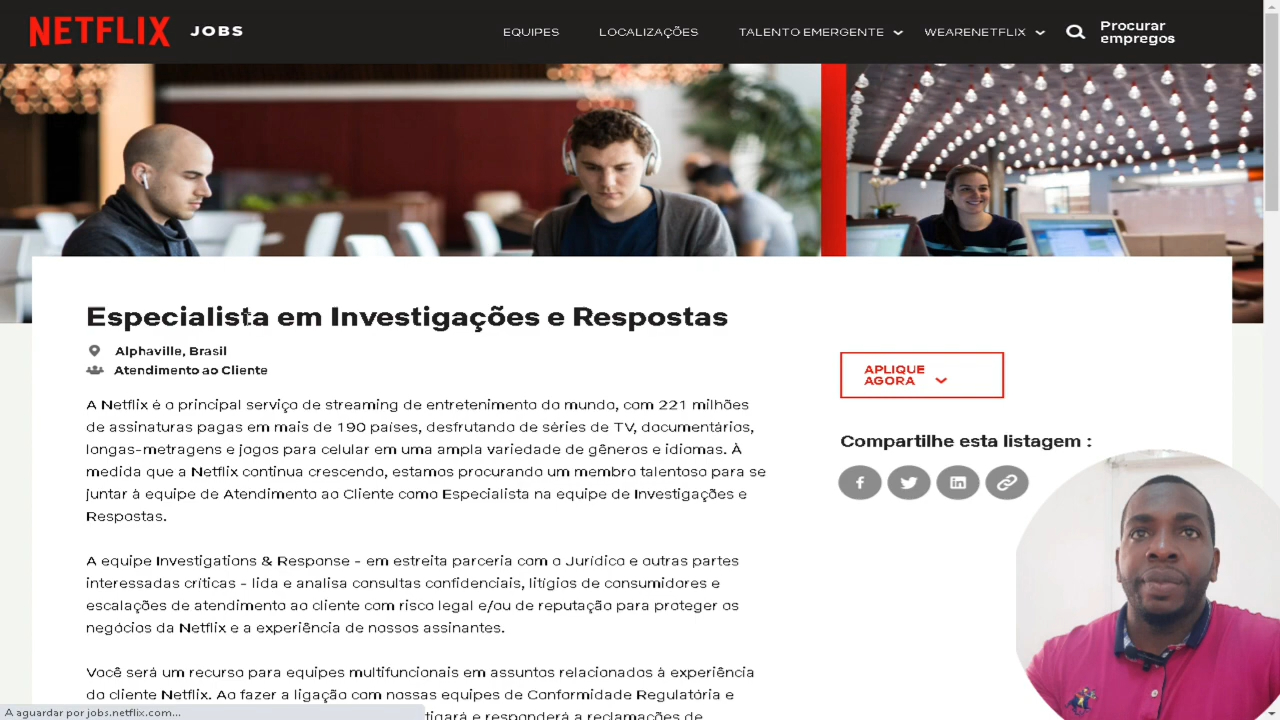 NETFLIX JOBS
EQUIPES LOCALIZAÇÕES TALENTO EMERGENTE WEARENETFLIX Procurar empregos
Especialista em Investigações e Respostas
Alphaville, Brasil
Atendimento ao Cliente
A Netflix é o principal serviço de streaming de entretenimento do mundo, com 221 milhões
de assinaturas pagas em mais de 190 países, desfrutando de séries de TV, documentários,
longas-metragens e jogos para celular em uma ampla variedade de gêneros e idiomas. À
medida que a Netflix continua crescendo, estamos procurando um membro talentoso para se
juntar à equipe de Atendimento ao Cliente como Especialista na equipe de Investigações e
Respostas.
A equipe Investigations & Response - em estreita parceria com o Jurídico e outras partes
interessadas críticas - lida e analisa consultas confidenciais, litígios de consumidores e
escalações de atendimento ao cliente com risco legal e/ou de reputação para proteger os
negócios da Netflix e a experiência de nossos assinantes.
Você será um recurso para equipes multifuncionais em assuntos relacionados à experiência
do cliente Netflix. Ao fazer a ligação com nossas equipes de Conformidade Regulatória e
tigará e responderá a reclamações de
APLIQUE
AGORA
Compartilhe esta listagem :
A aguardar por jobs.netflix.com...